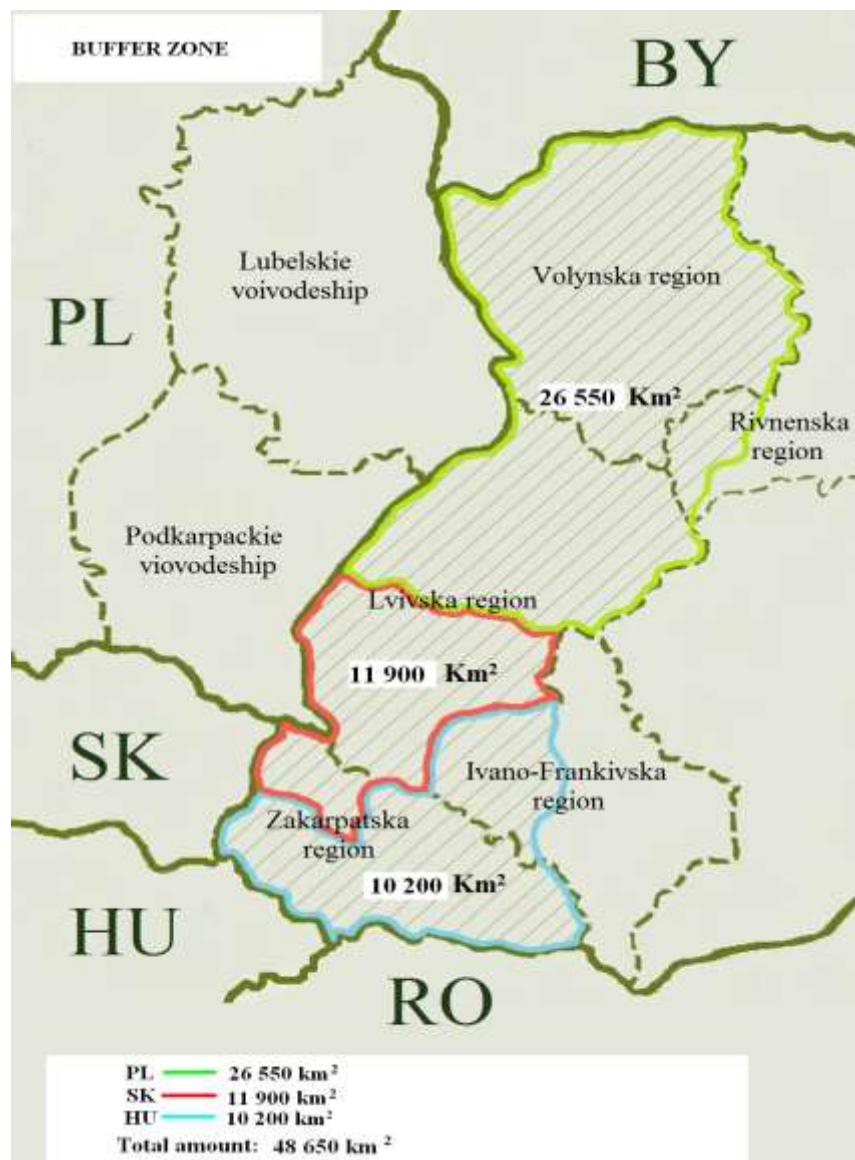 BUFFER ZONE
BY
Lubelskie
voivodeship
Volynska region
PL
26 550 Km²
Rivnenska
region
Podkarpackie
viovodeship
Lvivska region
11 900 Km²
SK
Ivano-Frankivska
region
Zakarpatska
region
10 200 Km²
HU
RO
PL 26 550 km²
SK 11 900 km²
HU 10 200 km²
Total amount: 48 650 km²